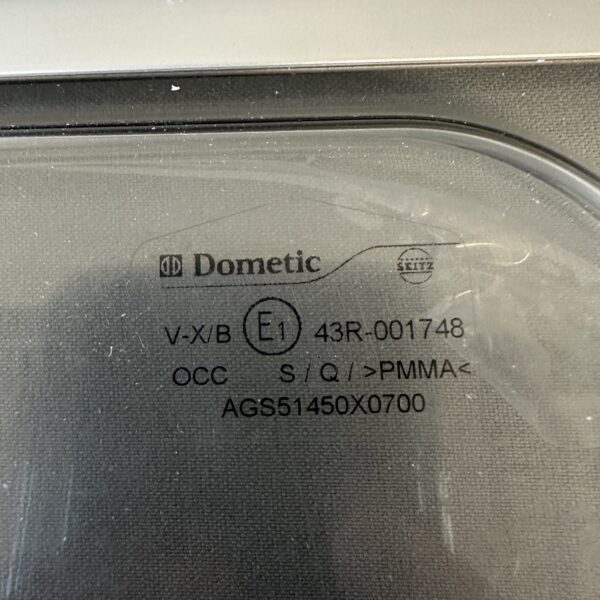 Dometic SEITZ
V-X/B E1 43R-001748
OCC S / Q / >PMMA<
AGS51450X0700